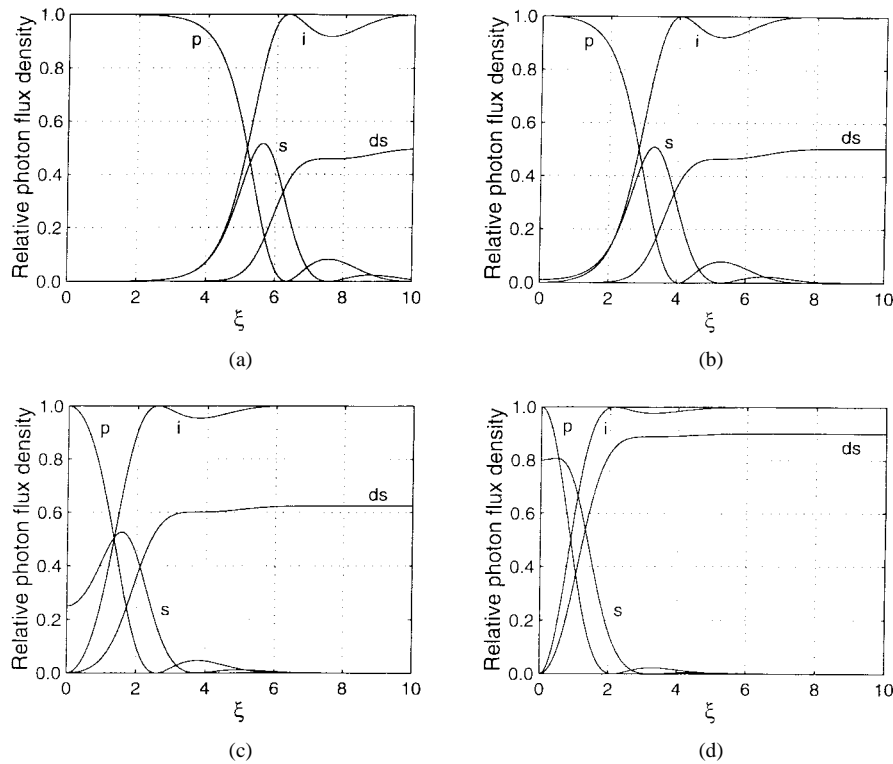 Relative photon flux density
1.0
0.8
0.6
0.4
0.2
0.0
p
i
s
ds
0 2 4 6 8 10
ξ
(a)
Relative photon flux density
1.0
0.8
0.6
0.4
0.2
0.0
p
i
s
ds
0 2 4 6 8 10
ξ
(b)
Relative photon flux density
1.0
0.8
0.6
0.4
0.2
0.0
p
i
ds
s
0 2 4 6 8 10
ξ
(c)
Relative photon flux density
1.0
0.8
0.6
0.4
0.2
0.0
p
i
ds
s
0 2 4 6 8 10
ξ
(d)